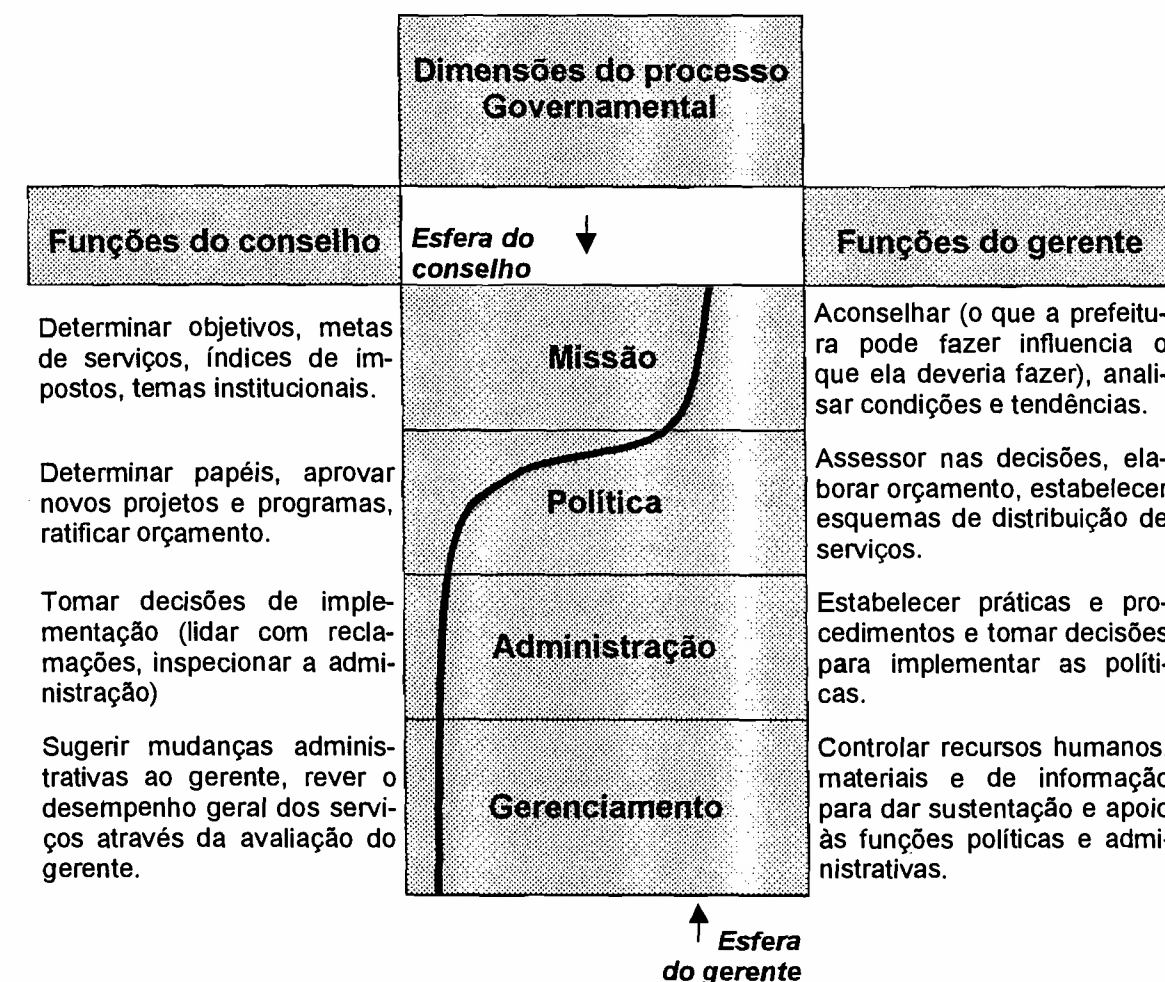 Dimensões do processo
Governamental
Funções do conselho
Esfera do
conselho
Funções do gerente
Determinar objetivos, metas
de serviços, índices de im-
postos, temas institucionais.
Missão
Aconselhar (o que a prefeitu-
ra pode fazer influencia o
que ela deveria fazer), anali-
sar condições e tendências.
Determinar papéis, aprovar
novos projetos e programas,
ratificar orçamento.
Política
Assessor nas decisões, ela-
borar orçamento, estabelecer
esquemas de distribuição de
serviços.
Tomar decisões de imple-
mentação (lidar com recla-
mações, inspecionar a admi-
nistração)
Administração
Estabelecer práticas e pro-
cedimentos e tomar decisões
para implementar as políti-
cas.
Sugerir mudanças adminis-
trativas ao gerente, rever o
desempenho geral dos servi-
ços através da avaliação do
gerente.
Gerenciamento
Controlar recursos humanos,
materiais e de informação
para dar sustentação e apoio
às funções políticas e admi-
nistrativas.
Esfera
do gerente